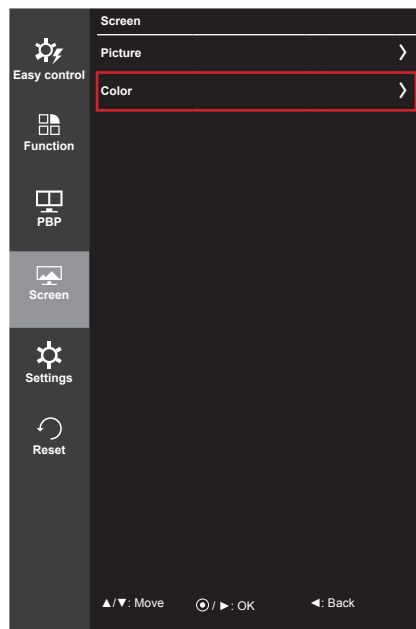 Screen
Picture
Color
Easy control
Function
PBP
Screen
Settings
Reset
▲/▼: Move
◉ / ►: OK
◄: Back